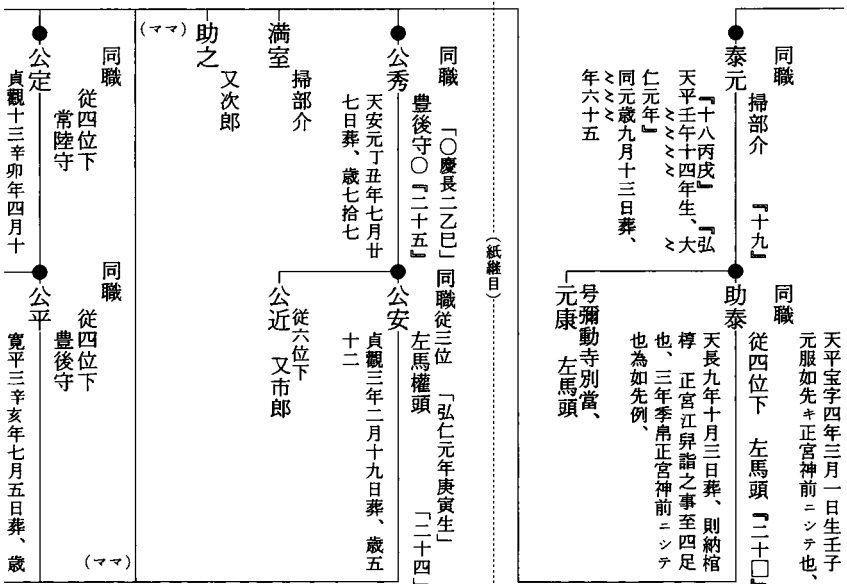 天平宝字四年三月一日生壬子
元服如先キ正宮神前ニシテ也、
同職
泰元
掃部介 『十九』
『十八丙戌』 『弘
天平壬午十四年生、大
仁元年』
同元歳九月十三日葬、
年六十五
同職
助泰
從四位下 左馬頭 『二十□』
天長九年十月三日葬、則納棺
椁 正宮江舁詣之事至四足
也、三年季帛正宮神前ニシテ
也為如先例、
号彌動寺別當、
元康 左馬頭
(紙継目)
同職
公秀
「〇慶長二乙巳」
豊後守〇『二十五』
天安元丁丑年七月廿
七日葬、歳七拾七
満室 掃部介
(ママ)
助之 又次郎
同職從三位 「弘仁元年庚寅生」
公安 左馬權頭 「二十四」
貞觀三年二月十九日葬、歳五
十二
從六位下
公近 又市郎
同職
公定
從四位下
常陸守
貞觀十三辛卯年四月十
同職
公平
從四位下
豊後守
寛平三辛亥年七月五日葬、歳
(ママ)